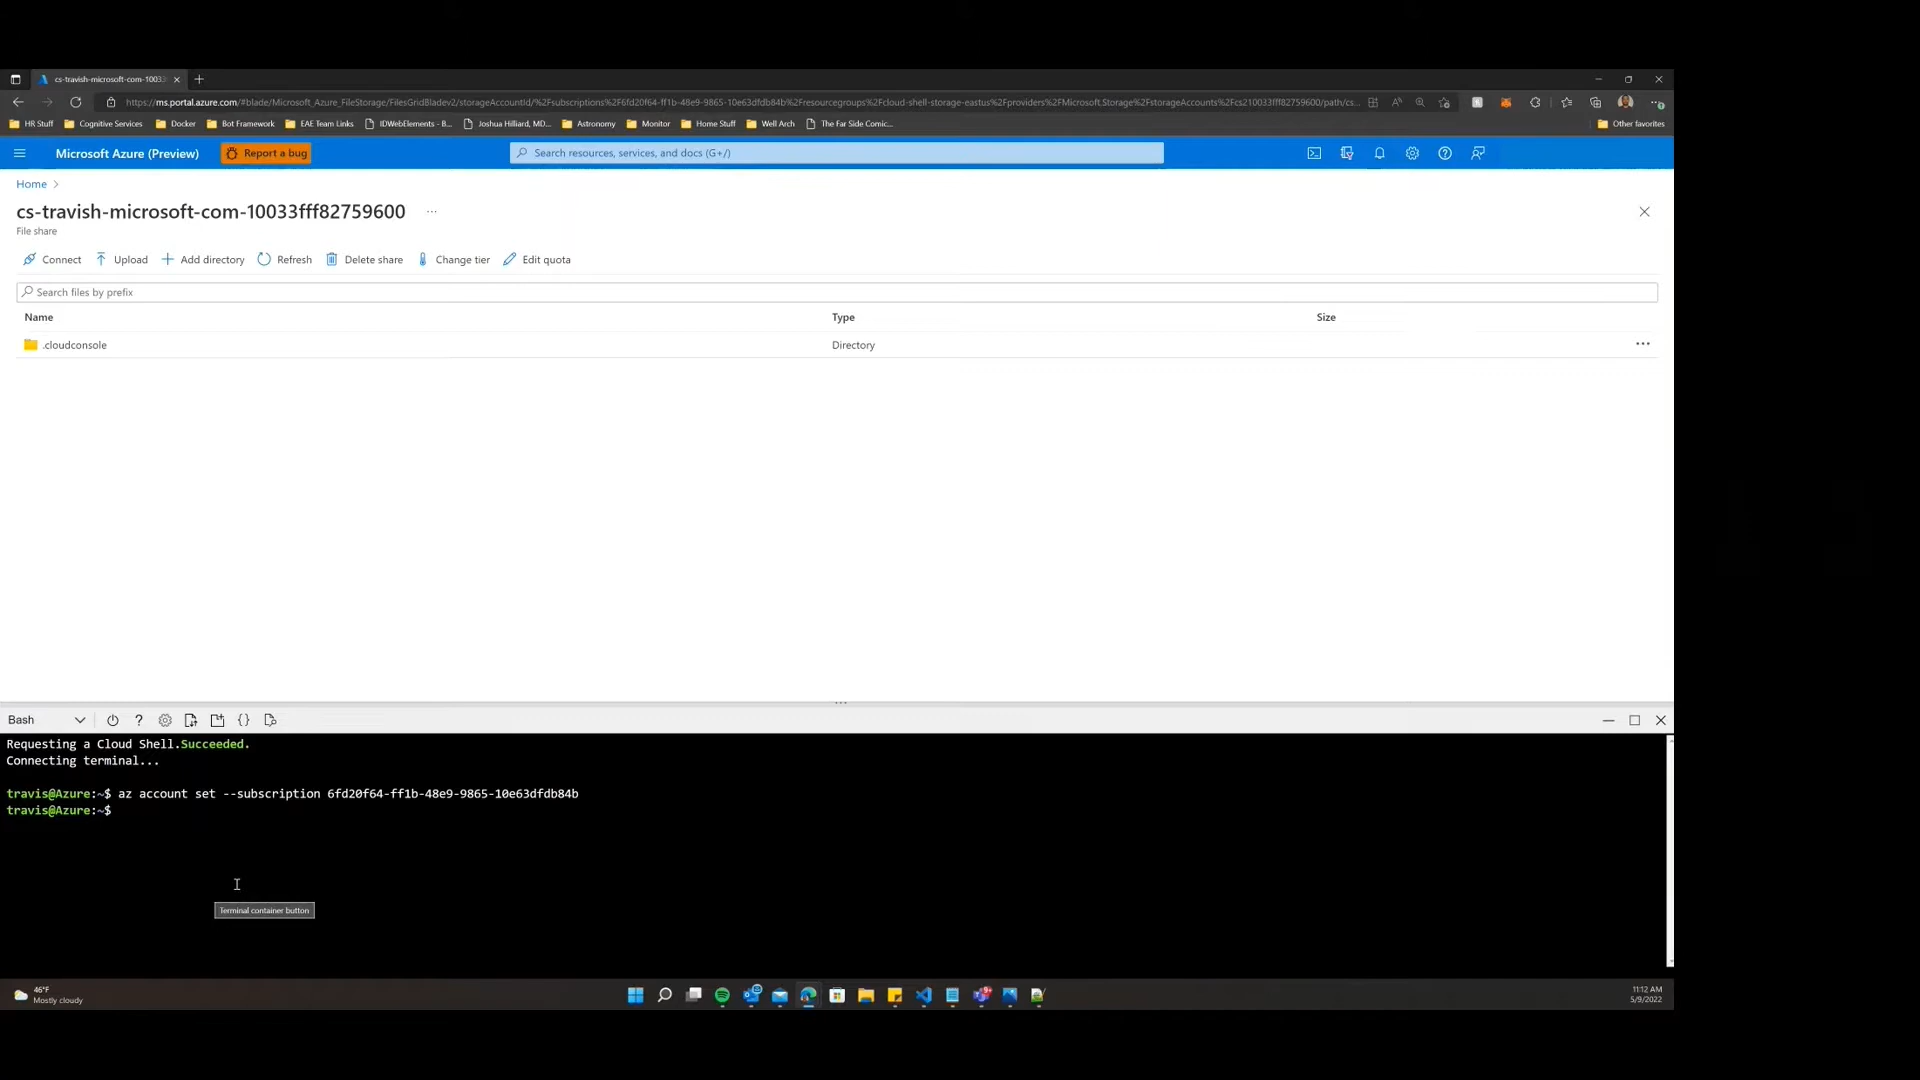 cs-travish-microsoft-com-10033
https://ms.portal.azure.com/#blade/Microsoft_Azure_FileStorage/FilesGridBladev2/storageAccountId/%2Fsubscriptions%2F6fd20f64-ff1b-48e9-9865-10e63dfdb84b%2Fresourcegroups%2Fcloud-shell-storage-eastus%2Fproviders%2FMicrosoft.Storage%2FstorageAccounts%2Fcs210033fff82759600/path/cs...
HR Stuff Cognitive Services Docker Bot Framework EAE Team Links IDWebElements - B... Joshua Hilliard, MD... Astronomy Monitor Home Stuff Well Arch The Far Side Comic... Other favorites
Microsoft Azure (Preview) Report a bug Search resources, services, and docs (G+/)
Home >
cs-travish-microsoft-com-10033fff82759600 ...
File share
Connect Upload Add directory Refresh Delete share Change tier Edit quota
Search files by prefix
Name Type Size
.cloudconsole Directory
Bash
Requesting a Cloud Shell.Succeeded.
Connecting terminal...
travis@Azure:~$ az account set --subscription 6fd20f64-ff1b-48e9-9865-10e63dfdb84b
travis@Azure:~$
Terminal container button
46°F
Mostly cloudy
11:12 AM
5/9/2022